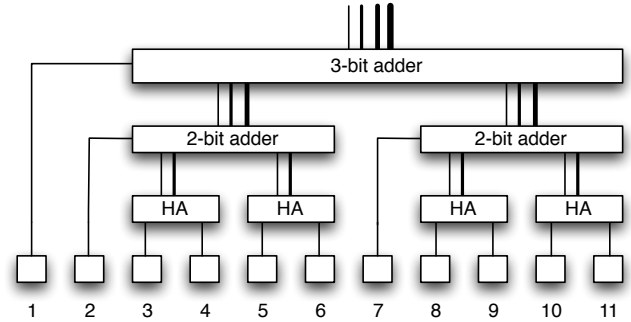 3-bit adder
2-bit adder 2-bit adder
HA HA HA HA
1 2 3 4 5 6 7 8 9 10 11